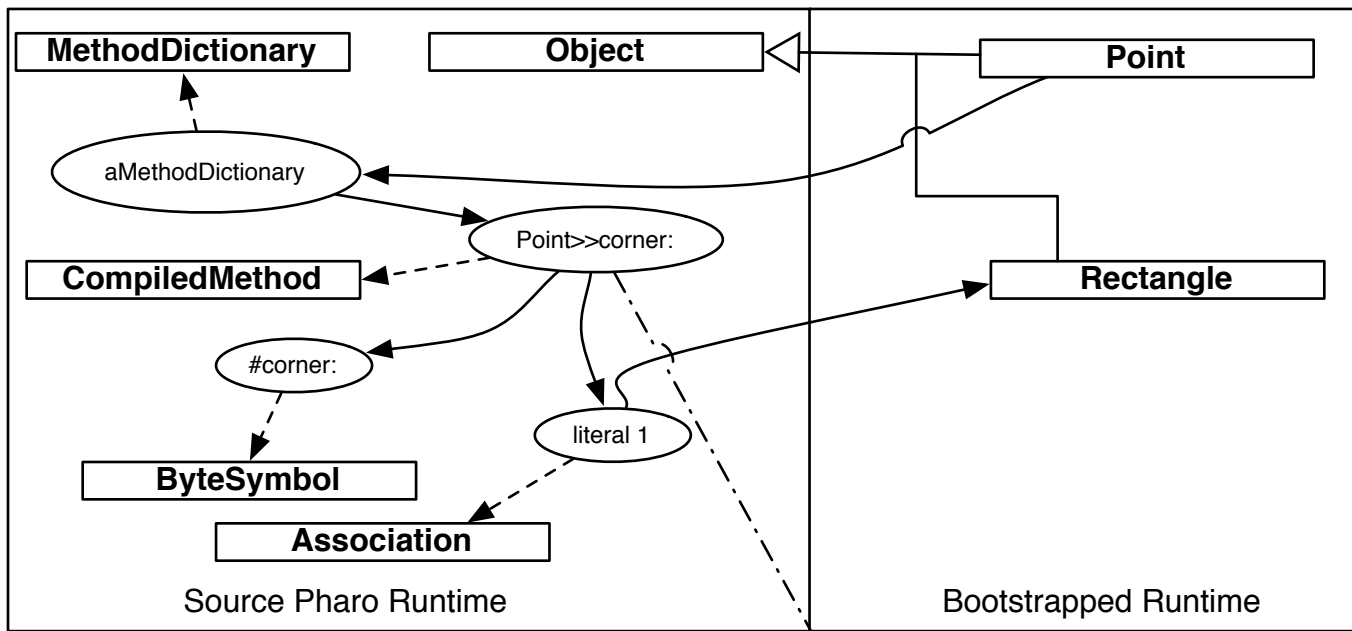 MethodDictionary
Object
Point
aMethodDictionary
Point>>corner:
CompiledMethod
Rectangle
#corner:
literal 1
ByteSymbol
Association
Source Pharo Runtime
Bootstrapped Runtime